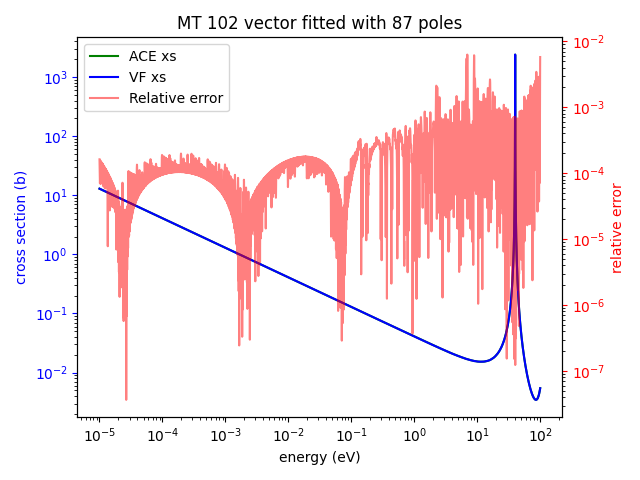 MT 102 vector fitted with 87 poles
ACE xs
VF xs
Relative error
cross section (b)
10³
10²
10¹
10⁰
10⁻¹
10⁻²
10⁻²
10⁻³
10⁻⁴
10⁻⁵
10⁻⁶
10⁻⁷
relative error
10⁻⁵ 10⁻⁴ 10⁻³ 10⁻² 10⁻¹ 10⁰ 10¹ 10²
energy (eV)